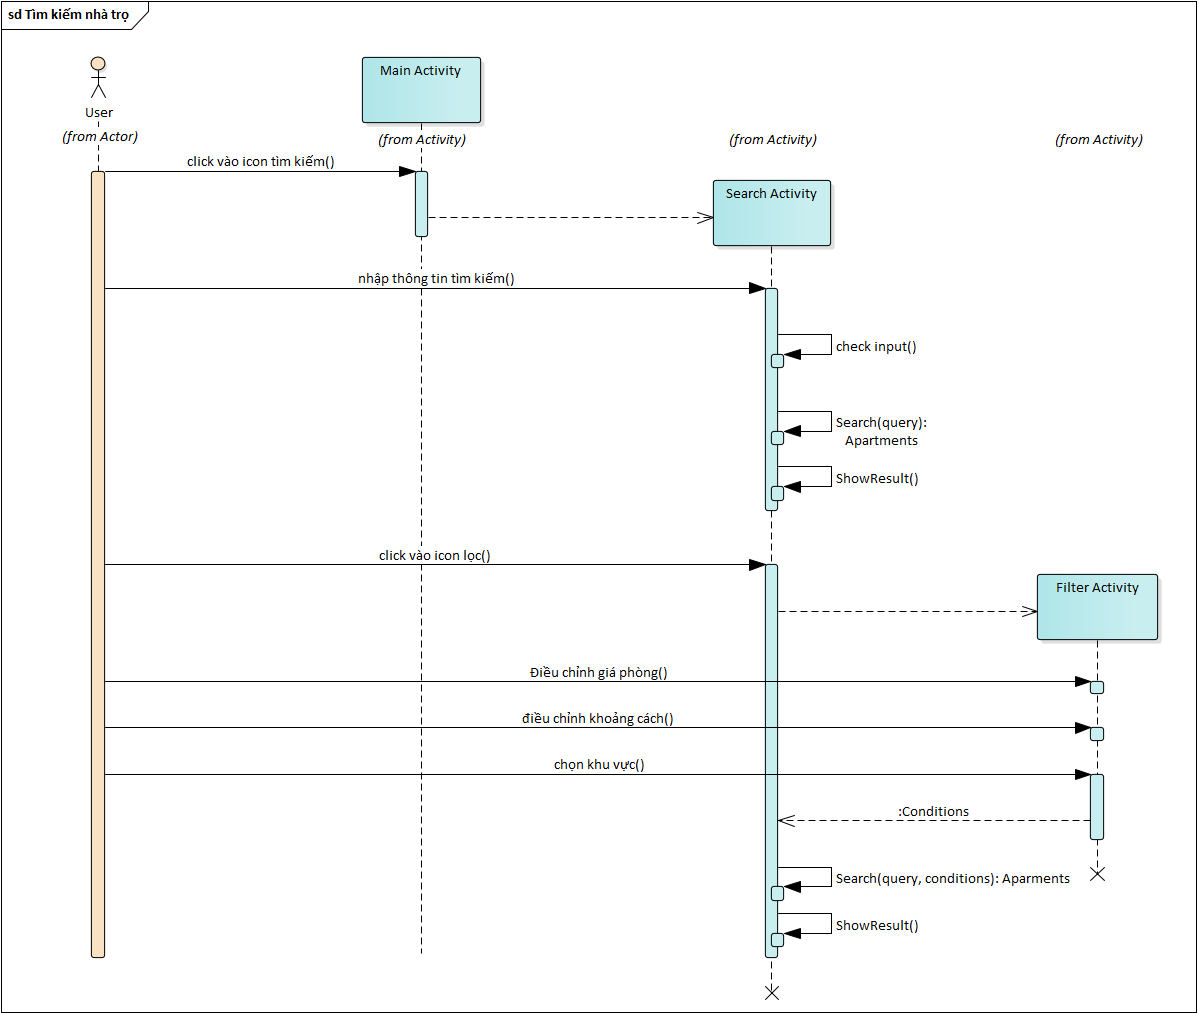 sd Tìm kiếm nhà trọ
User
(from Actor)
Main Activity
(from Activity)
(from Activity)
(from Activity)
click vào icon tìm kiếm()
Search Activity
nhập thông tin tìm kiếm()
check input()
Search(query):
Apartments
ShowResult()
click vào icon lọc()
Filter Activity
Điều chỉnh giá phòng()
điều chỉnh khoảng cách()
chọn khu vực()
:Conditions
Search(query, conditions): Aparments
ShowResult()